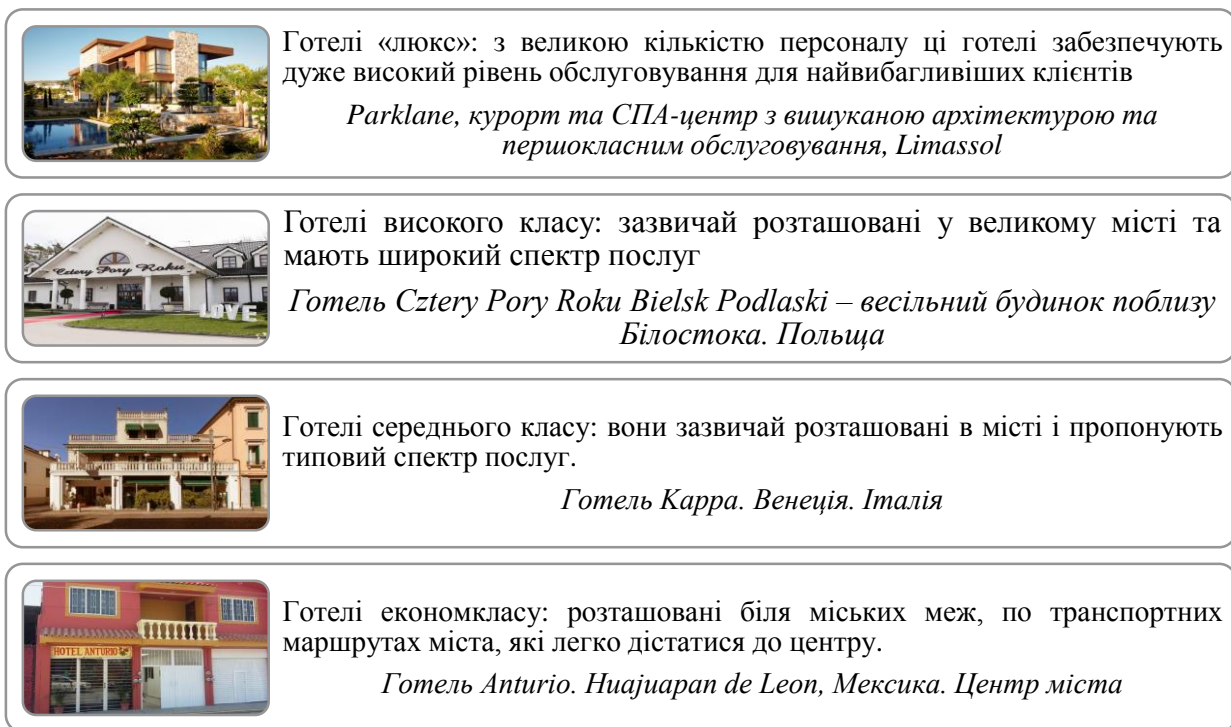 Готелі «люкс»: з великою кількістю персоналу ці готелі забезпечують
дуже високий рівень обслуговування для найвибагливіших клієнтів
Parklane, курорт та СПА-центр з вишуканою архітектурою та
першокласним обслуговування, Limassol
Cztery Pory Roku
LOVE
Готелі високого класу: зазвичай розташовані у великому місті та
мають широкий спектр послуг
Готель Cztery Pory Roku Bielsk Podlaski – весільний будинок поблизу
Білостока. Польща
Готелі середнього класу: вони зазвичай розташовані в місті і пропонують
типовий спектр послуг.
Готель Kappa. Венеція. Італія
HOTEL ANTURIO
Готелі економкласу: розташовані біля міських меж, по транспортних
маршрутах міста, які легко дістатися до центру.
Готель Anturio. Huajuapan de Leon, Мексика. Центр міста